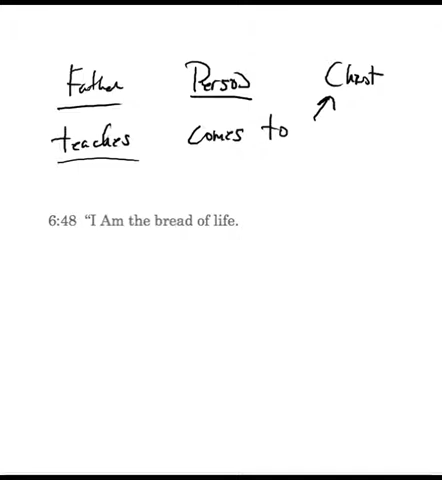 Father Person Christ
teaches comes to
6:48 “I Am the bread of life.